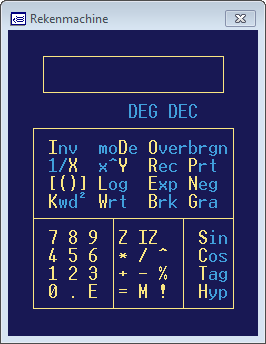 Rekenmachine
DEG DEC
Inv moDe Overbrgn
1/X x^Y Rec Prt
[()] Log Exp Neg
Kwd² Wrt Brk Gra
7 8 9 Z IZ Sin
4 5 6 * / ^ Cos
1 2 3 + - % Tag
0 . E = M ! Hyp